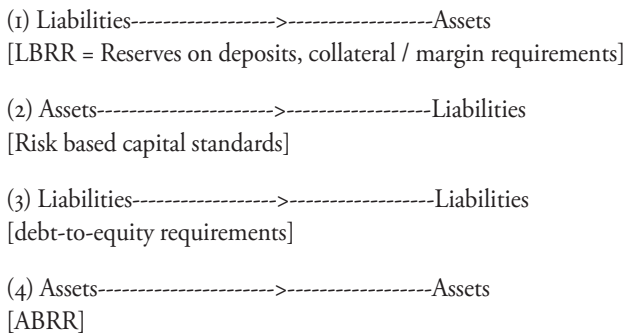 (1) Liabilities------------------>------------------Assets
[LBRR = Reserves on deposits, collateral / margin requirements]
(2) Assets---------------------->------------------Liabilities
[Risk based capital standards]
(3) Liabilities------------------>------------------Liabilities
[debt-to-equity requirements]
(4) Assets---------------------->------------------Assets
[ABRR]